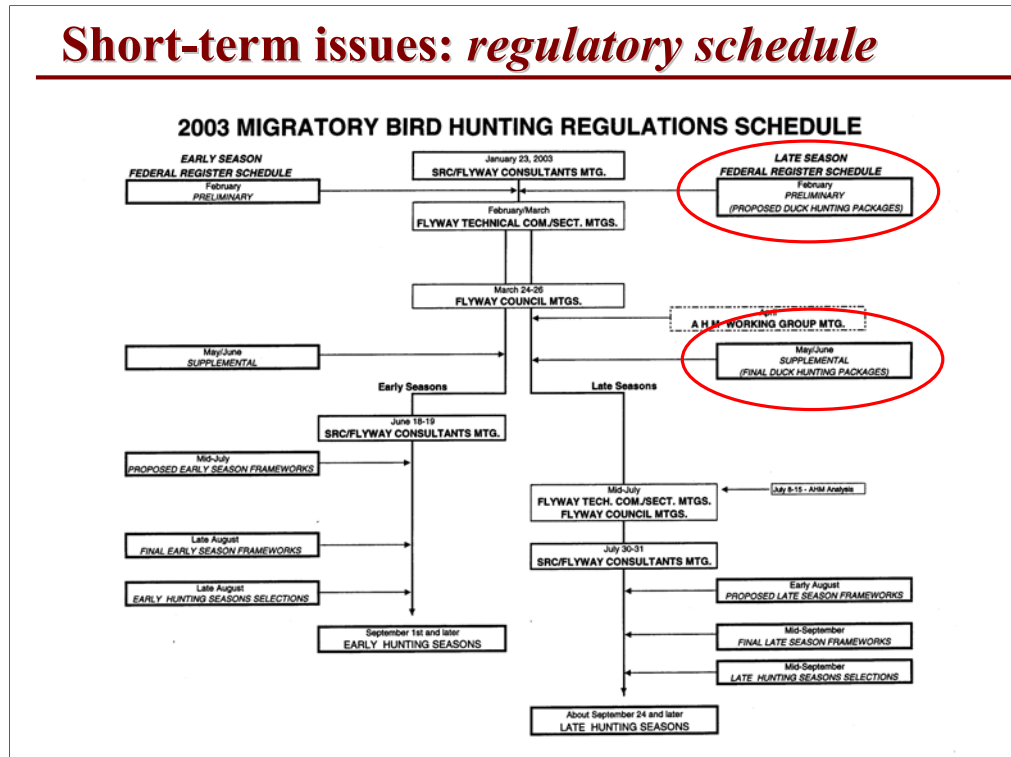 Short-term issues: regulatory schedule
2003 MIGRATORY BIRD HUNTING REGULATIONS SCHEDULE
EARLY SEASON
FEDERAL REGISTER SCHEDULE
February
PRELIMINARY
January 23, 2003
SRC/FLYWAY CONSULTANTS MTG.
LATE SEASON
FEDERAL REGISTER SCHEDULE
February
PRELIMINARY
(PROPOSED DUCK HUNTING PACKAGES)
February/March
FLYWAY TECHNICAL COM./SECT. MTGS.
March 24-26
FLYWAY COUNCIL MTGS.
April
A H M WORKING GROUP MTG.
May/June
SUPPLEMENTAL
May/June
SUPPLEMENTAL
(FINAL DUCK HUNTING PACKAGES)
Early Seasons
Late Seasons
June 18-19
SRC/FLYWAY CONSULTANTS MTG.
Mid-July
PROPOSED EARLY SEASON FRAMEWORKS
Mid-July
FLYWAY TECH. COM./SECT. MTGS.
FLYWAY COUNCIL MTGS.
July 8-15 - AHM Analysis
Late August
FINAL EARLY SEASON FRAMEWORKS
July 30-31
SRC/FLYWAY CONSULTANTS MTG.
Late August
EARLY HUNTING SEASONS SELECTIONS
Early August
PROPOSED LATE SEASON FRAMEWORKS
September 1st and later
EARLY HUNTING SEASONS
Mid-September
FINAL LATE SEASON FRAMEWORKS
Mid-September
LATE HUNTING SEASONS SELECTIONS
About September 24 and later
LATE HUNTING SEASONS